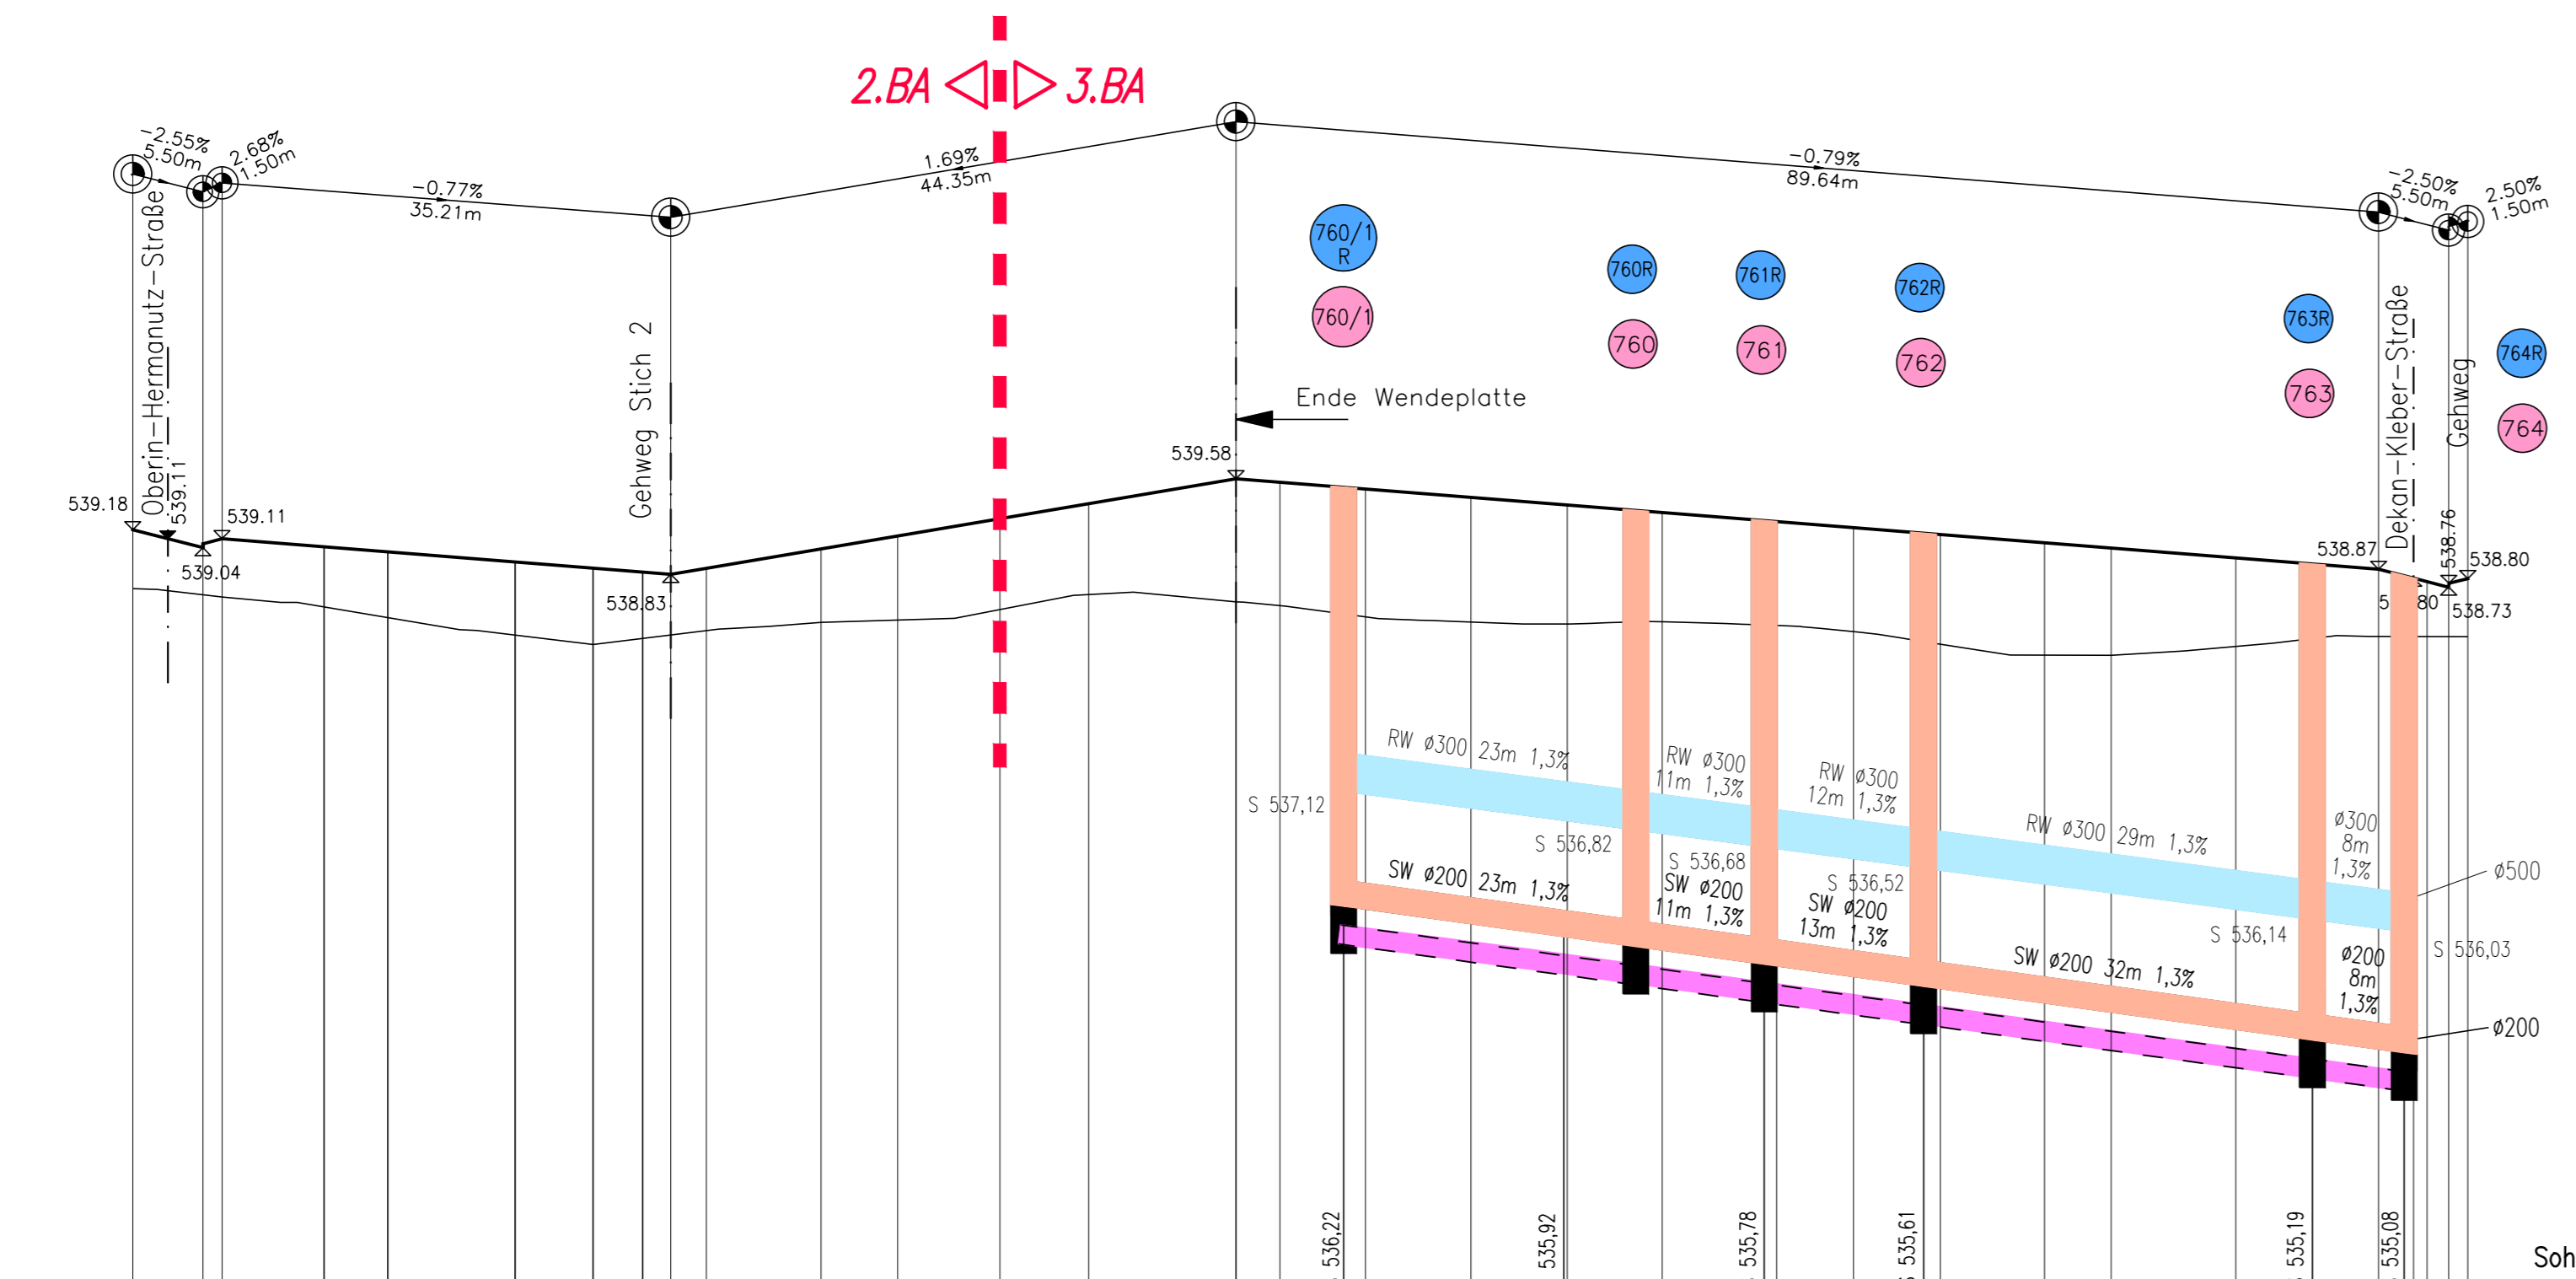 2.BA
3.BA
-2.55%
5.50m
2.68%
1.50m
-0.77%
35.21m
1.69%
44.35m
-0.79%
89.64m
-2.50%
5.50m
2.50%
1.50m
Oberin-Hermanutz-Straße
539.11
Gehweg Stich 2
760/1
R
760/1
760R
760
761R
761
762R
762
763R
763
764R
764
Dekan-Kleber-Straße
Gehweg
Ende Wendeplatte
539.18
539.11
539.04
538.83
539.58
538.87
538.76
538.80
538.73
RW ø300 23m 1,3%
RW ø300
11m 1,3%
RW ø300
12m 1,3%
RW ø300 29m 1,3%
ø300
8m
1,3%
ø500
S 537,12
S 536,82
S 536,68
S 536,52
S 536,14
S 536,03
SW ø200 23m 1,3%
SW ø200
11m 1,3%
SW ø200
13m 1,3%
SW ø200 32m 1,3%
ø200
8m
1,3%
ø200
536,22
535,92
535,78
535,61
535,19
535,08
Soh